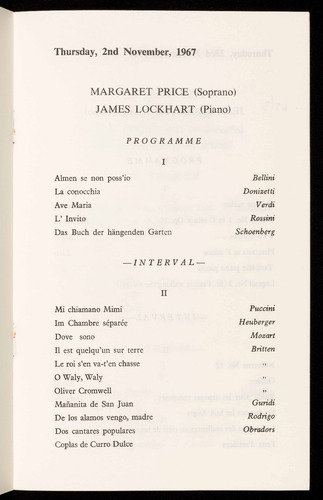 Thursday, 2nd November, 1967
MARGARET PRICE (Soprano)
JAMES LOCKHART (Piano)
PROGRAMME
I
Almen se non poss'io Bellini
La conocchia Donizetti
Ave Maria Verdi
L' Invito Rossini
Das Buch der hängenden Garten Schoenberg
—INTERVAL—
II
Mi chiamano Mimi Puccini
Im Chambre séparée Heuberger
Dove sono Mozart
Il est quelqu'un sur terre Britten
Le roi s'en va-t'en chasse "
O Waly, Waly "
Oliver Cromwell "
Mañanita de San Juan Guridi
De los alamos vengo, madre Rodrigo
Dos cantares populares Obradors
Coplas de Curro Dulce